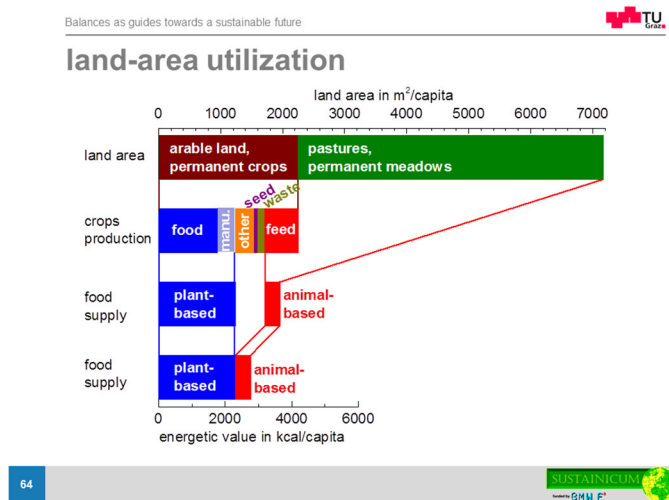 Balances as guides towards a sustainable future
TU
Graz
land-area utilization
land area in m²/capita
0 1000 2000 3000 4000 5000 6000 7000
land area
arable land,
permanent crops
pastures,
permanent meadows
seed
waste
crops
production
food
manu.
other
feed
food
supply
plant-
based
animal-
based
food
supply
plant-
based
animal-
based
0 2000 4000 6000
energetic value in kcal/capita
64
SUSTAINICUM
funded by BMWF